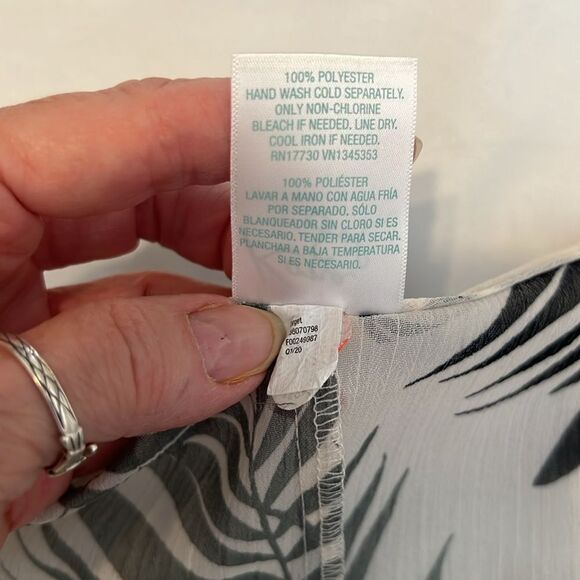 100% POLYESTER
HAND WASH COLD SEPARATELY.
ONLY NON-CHLORINE
BLEACH IF NEEDED. LINE DRY.
COOL IRON IF NEEDED.
RN17730 VN1345353
100% POLIÉSTER
LAVAR A MANO CON AGUA FRÍA
POR SEPARADO. SÓLO
BLANQUEADOR SIN CLORO SI ES
NECESARIO. TENDER PARA SECAR.
PLANCHAR A BAJA TEMPERATURA
SI ES NECESARIO.
F00249987